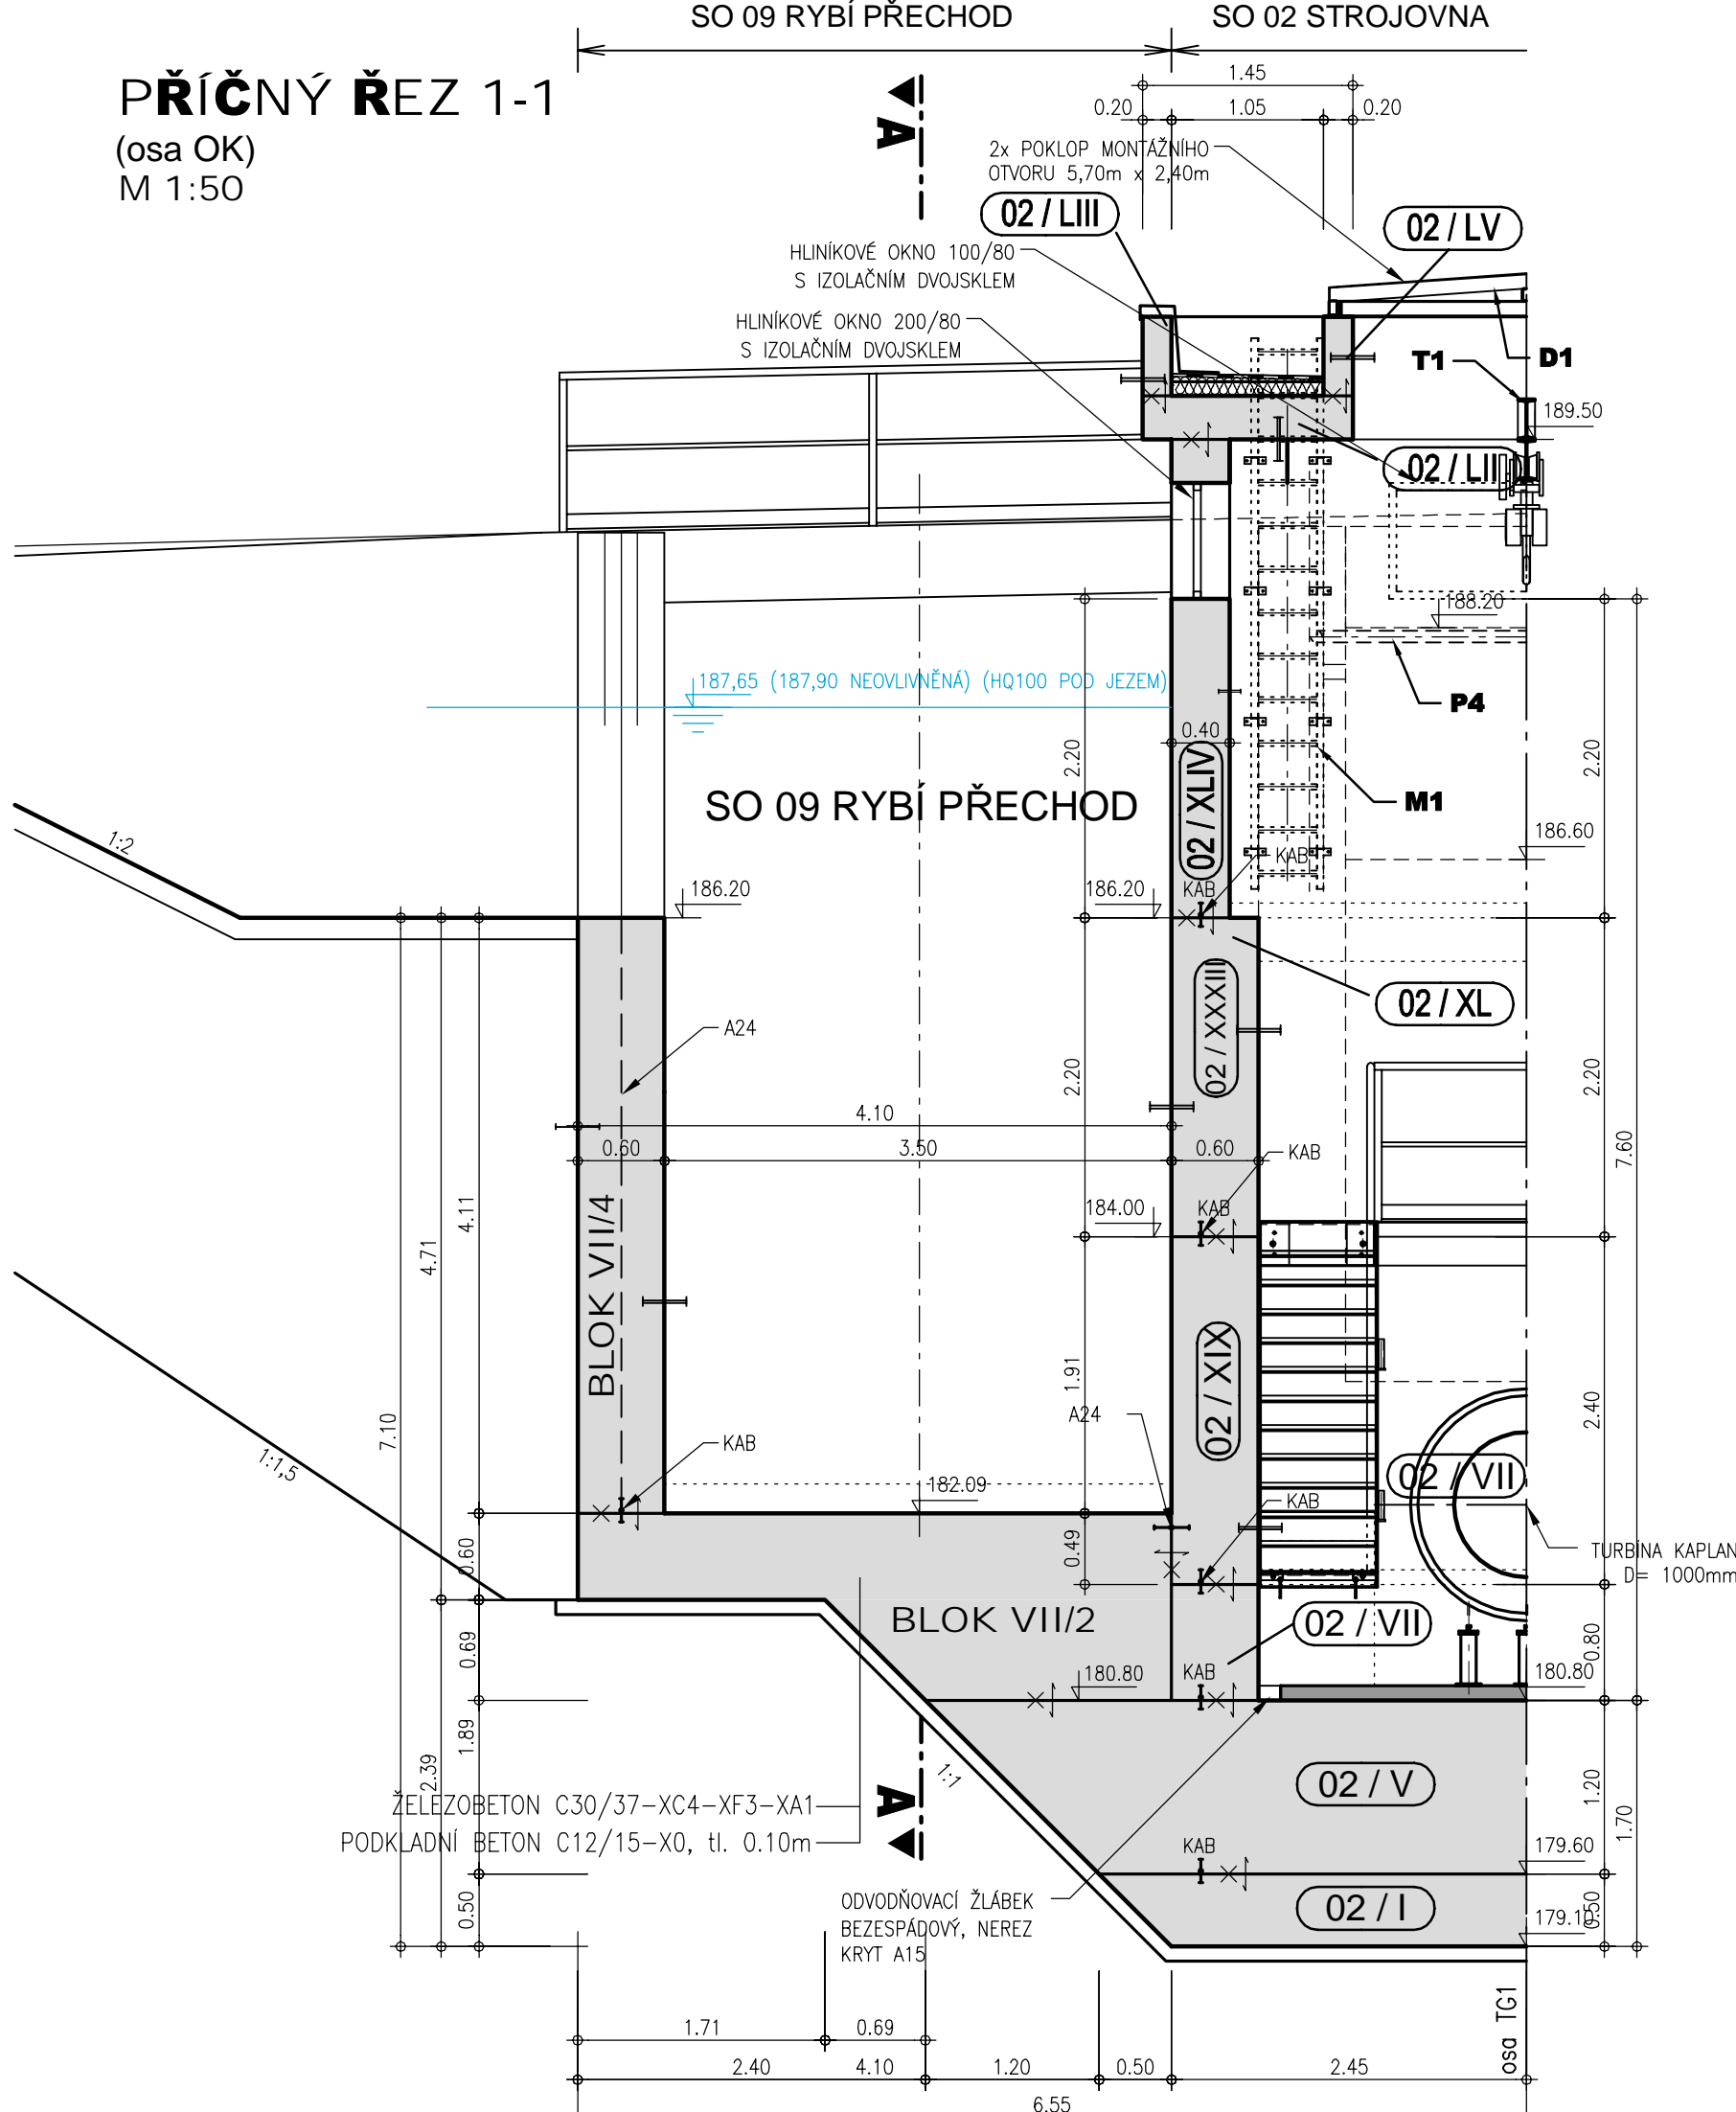 SO 09 RYBÍ PŘECHOD
SO 02 STROJOVNA
PŘÍČNÝ ŘEZ 1-1
(osa OK)
M 1:50
1.45
0.20
1.05
0.20
A
2x POKLOP MONTÁŽNÍHO
OTVORU 5,70m x 2,40m
02 / LIII
02 / LV
HLINÍKOVÉ OKNO 100/80
S IZOLAČNÍM DVOJSKLEM
HLINÍKOVÉ OKNO 200/80
S IZOLAČNÍM DVOJSKLEM
T1
D1
189.50
02 / LII
188.20
187,65 (187,90 NEOVLIVNĚNÁ) (HQ100 POD JEZEM)
P4
0.40
2.20
2.20
02 / XLIV
SO 09 RYBÍ PŘECHOD
M1
1:2
186.60
KAB
186.20
186.20
KAB
02 / XXXIII
02 / XL
A24
2.20
2.20
4.10
0.60
3.50
0.60
KAB
7.60
BLOK VII/4
4.11
4.71
184.00
KAB
02 / XIX
1.91
2.40
A24
7.10
1:1,5
KAB
182.09
02 / VII
KAB
0.60
0.49
TURBÍNA KAPLAN
D= 1000mm
BLOK VII/2
02 / VII
0.69
0.80
180.80
KAB
180.80
1.89
2.39
1:1
02 / V
1.20
1.70
ŽELEZOBETON C30/37-XC4-XF3-XA1
PODKLADNÍ BETON C12/15-X0, tl. 0.10m
A
KAB
179.60
0.50
ODVODŇOVACÍ ŽLÁBEK
BEZESPÁDOVÝ, NEREZ
KRYT A15
02 / I
179.10
0.50
osa TG1
1.71
0.69
2.40
4.10
1.20
0.50
2.45
6.55